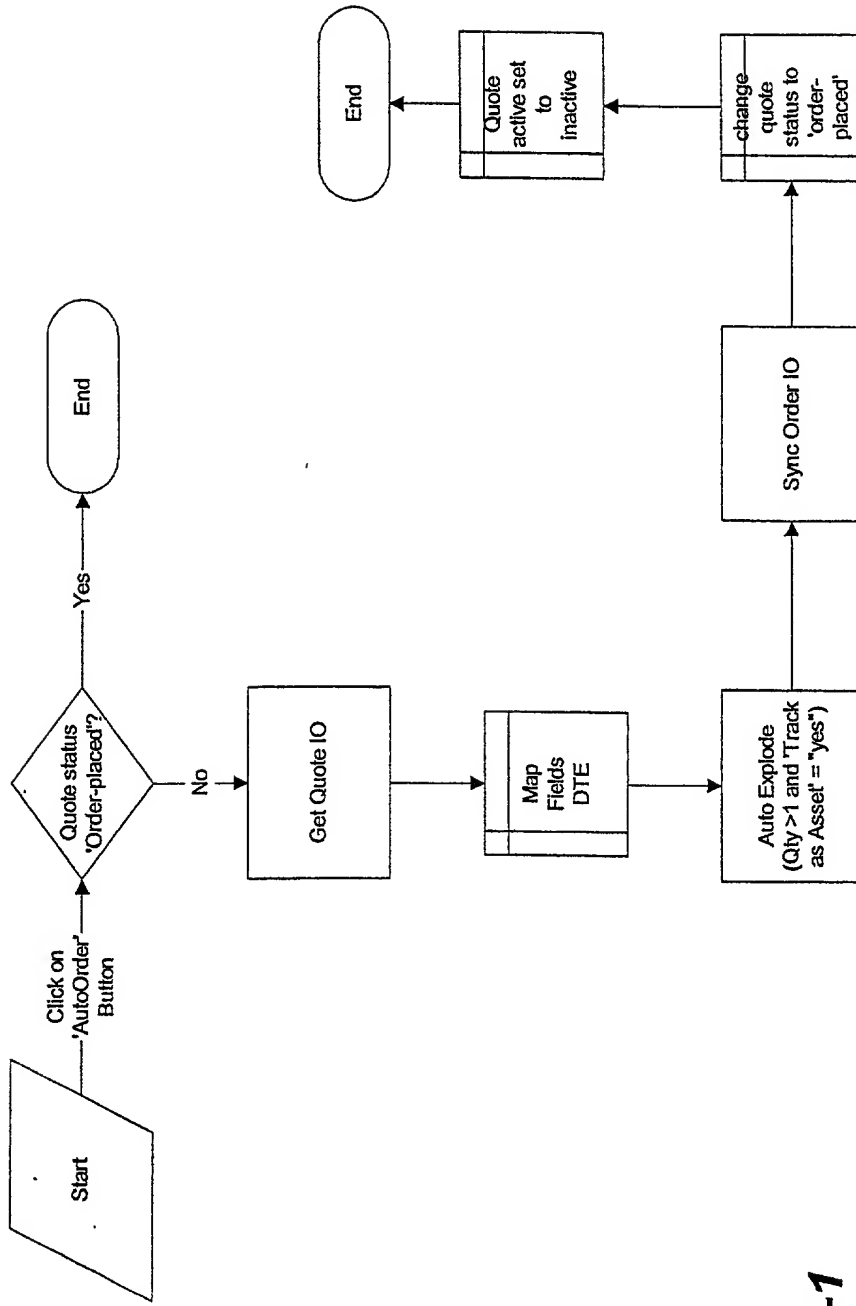 Start
Click on
'AutoOrder'
Button
Quote status
'Order-placed'?
Yes
End
No
Get Quote IO
Map
Fields
DTE
Auto Explode
(Qty >1 and 'Track
as Asset' = "yes")
Sync Order IO
change
quote
status to
'order-
placed'
Quote
active set
to
inactive
End
-1